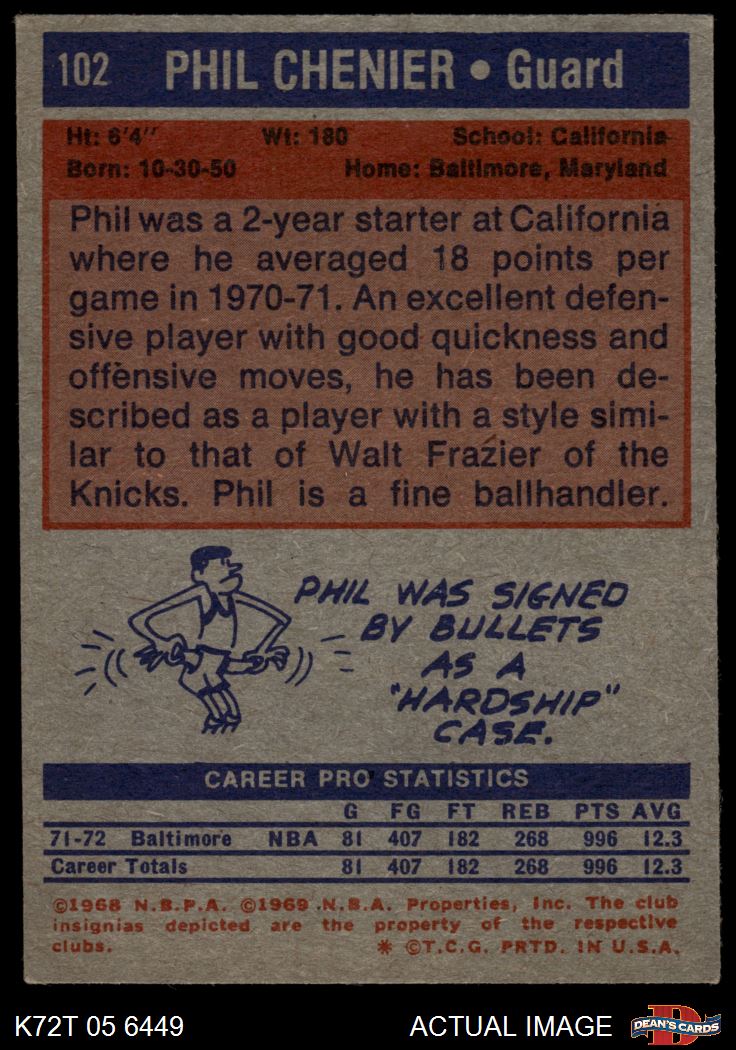 102 PHIL CHENIER • Guard
Ht: 6'4" Wt: 180 School: California
Born: 10-30-50 Home: Baltimore, Maryland
Phil was a 2-year starter at California
where he averaged 18 points per
game in 1970-71. An excellent defen-
sive player with good quickness and
offensive moves, he has been de-
scribed as a player with a style simi-
lar to that of Walt Frazier of the
Knicks. Phil is a fine ballhandler.
PHIL WAS SIGNED
BY BULLETS
AS A
"HARDSHIP"
CASE.
CAREER PRO STATISTICS
G FG FT REB PTS AVG
71-72 Baltimore NBA 81 407 182 268 996 12.3
Career Totals 81 407 182 268 996 12.3
©1968 N.B.P.A. ©1969 N.B.A. Properties, Inc. The club
insignias depicted are the property of the respective
clubs. * ©T.C.G. PRTD. IN U.S.A.
K72T 05 6449 ACTUAL IMAGE DEAN'S CARDS